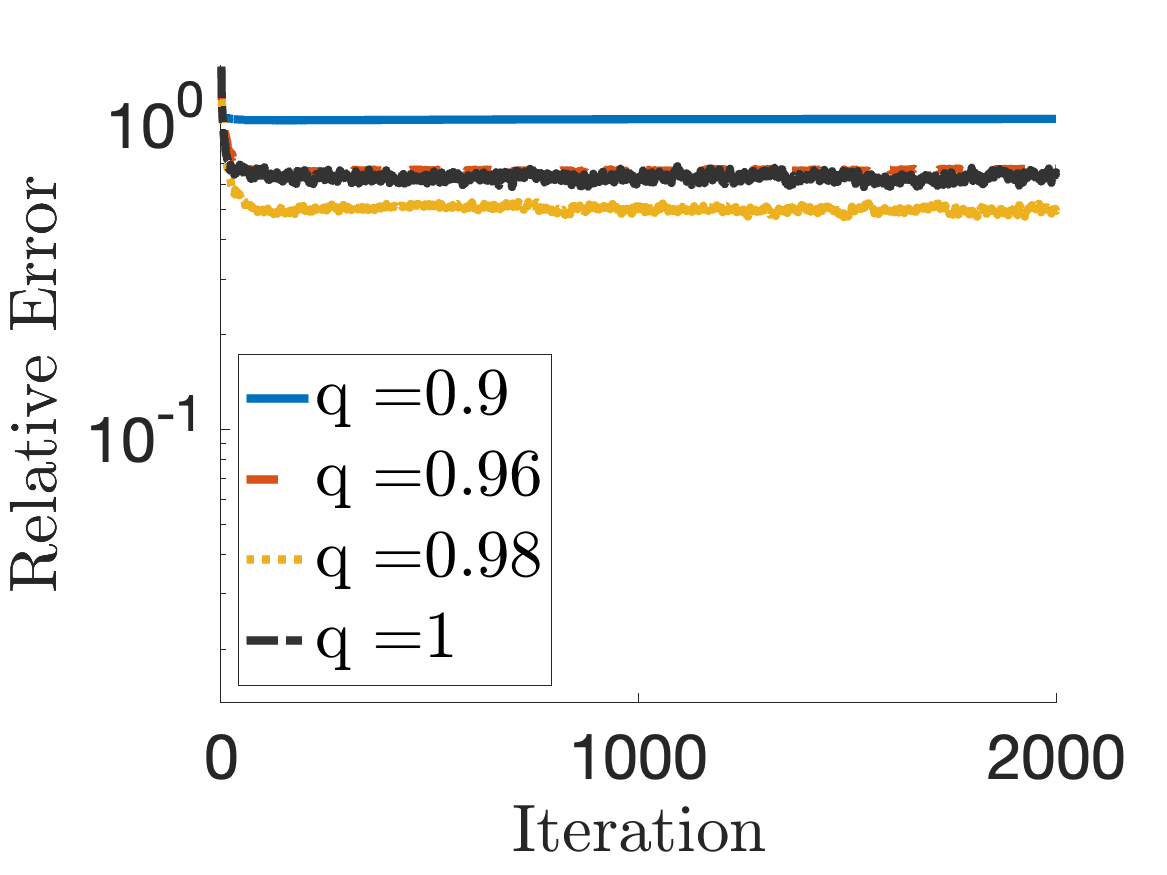 10^0
Relative Error
10^-1
q =0.9
q =0.96
q =0.98
q =1
0 1000 2000
Iteration